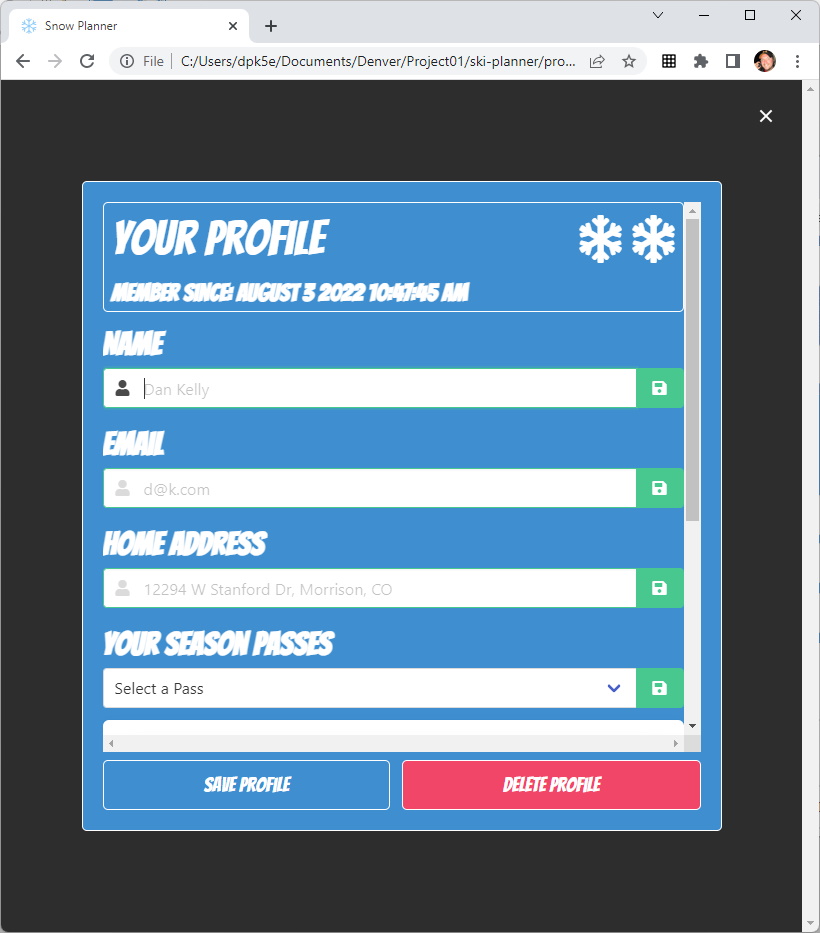 Snow Planner
File
C:/Users/dpk5e/Documents/Denver/Project01/ski-planner/pro...
YOUR PROFILE
MEMBER SINCE: AUGUST 3 2022 10:47:45 AM
NAME
Dan Kelly
EMAIL
d@k.com
HOME ADDRESS
12294 W Stanford Dr, Morrison, CO
YOUR SEASON PASSES
Select a Pass
SAVE PROFILE
DELETE PROFILE